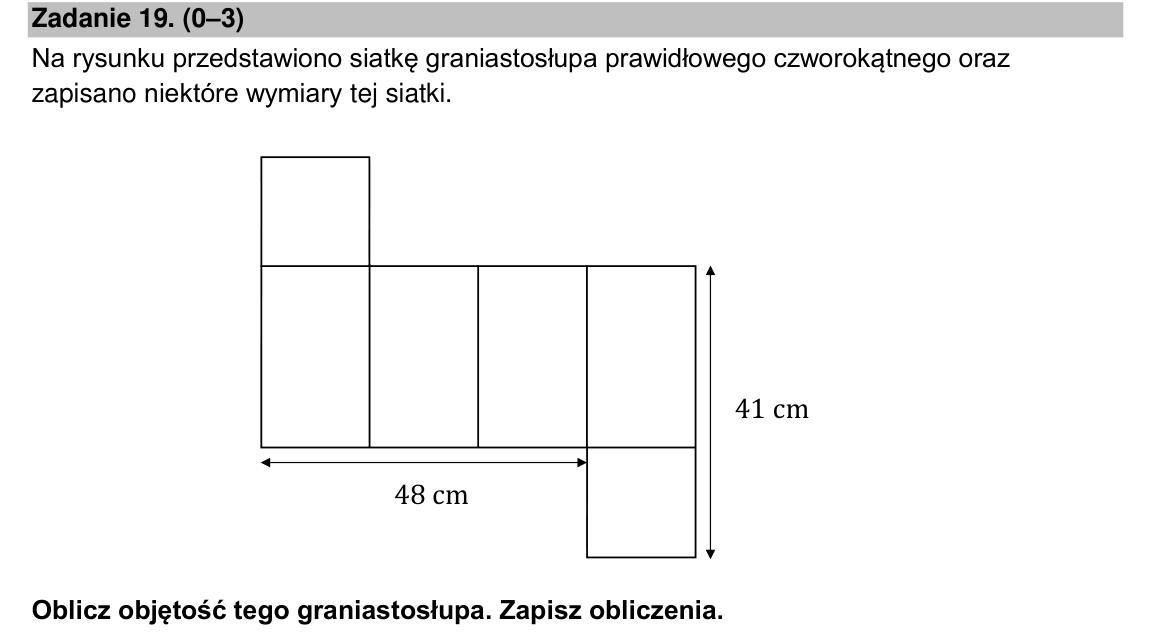 Zadanie 19. (0–3)
Na rysunku przedstawiono siatkę graniastosłupa prawidłowego czworokątnego oraz
zapisano niektóre wymiary tej siatki.
41 cm
48 cm
Oblicz objętość tego graniastosłupa. Zapisz obliczenia.